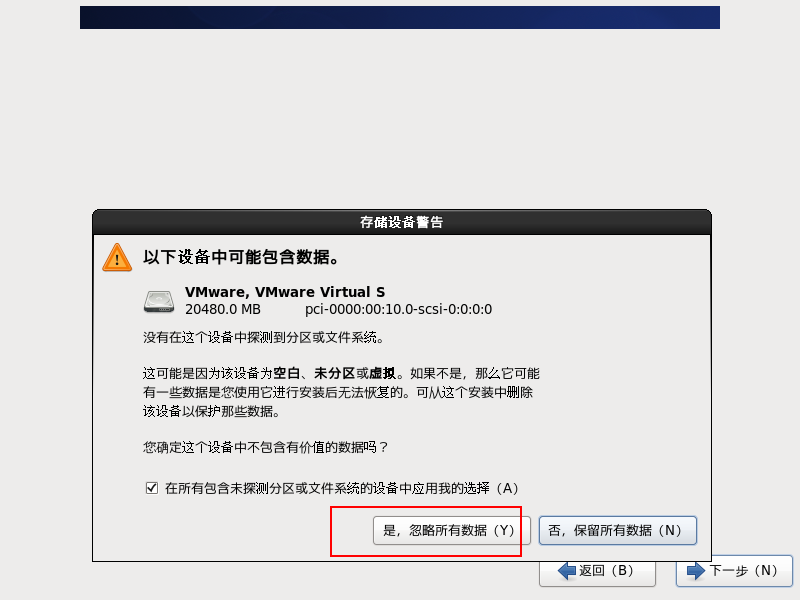 存储设备警告
以下设备中可能包含数据。
VMware, VMware Virtual S
20480.0 MB pci-0000:00:10.0-scsi-0:0:0:0
没有在这个设备中探测到分区或文件系统。
这可能是因为该设备为空白、未分区或虚拟。如果不是，那么它可能
有一些数据是您使用它进行安装后无法恢复的。可从这个安装中删除
该设备以保护那些数据。
您确定这个设备中不包含有价值的数据吗？
在所有包含未探测分区或文件系统的设备中应用我的选择（A）
是，忽略所有数据（Y） 否，保留所有数据（N）
返回（B） 下一步（N）